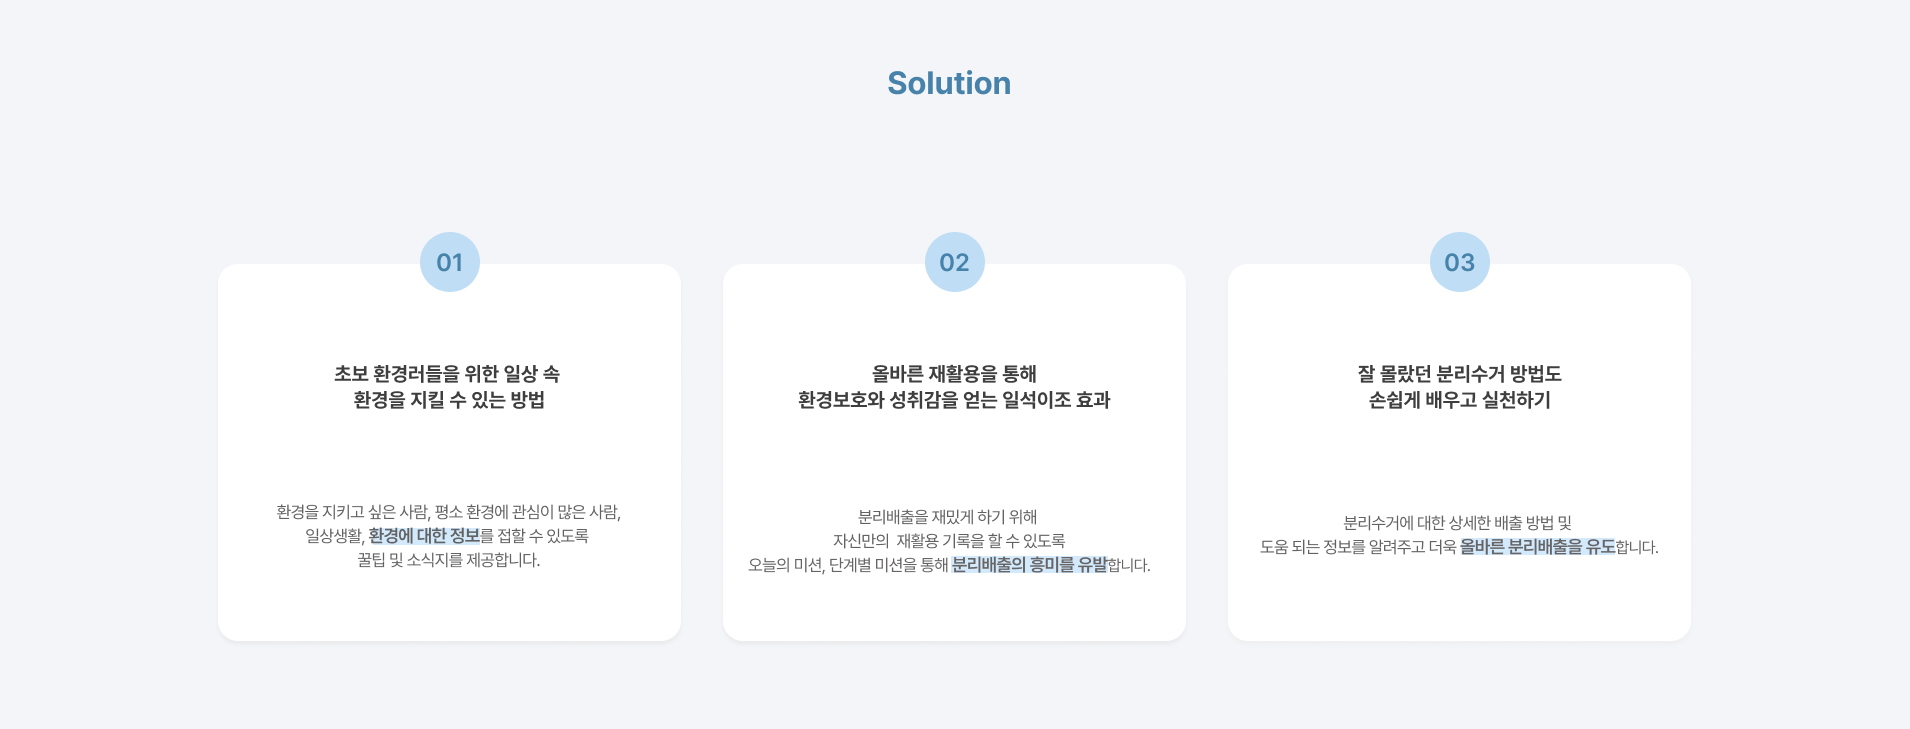 Solution
01
초보 환경러들을 위한 일상 속
환경을 지킬 수 있는 방법
환경을 지키고 싶은 사람, 평소 환경에 관심이 많은 사람,
일상생활, 환경에 대한 정보를 접할 수 있도록
꿀팁 및 소식지를 제공합니다.
02
올바른 재활용을 통해
환경보호와 성취감을 얻는 일석이조 효과
분리배출을 재밌게 하기 위해
자신만의 재활용 기록을 할 수 있도록
오늘의 미션, 단계별 미션을 통해 분리배출의 흥미를 유발합니다.
03
잘 몰랐던 분리수거 방법도
손쉽게 배우고 실천하기
분리수거에 대한 상세한 배출 방법 및
도움 되는 정보를 알려주고 더욱 올바른 분리배출을 유도합니다.